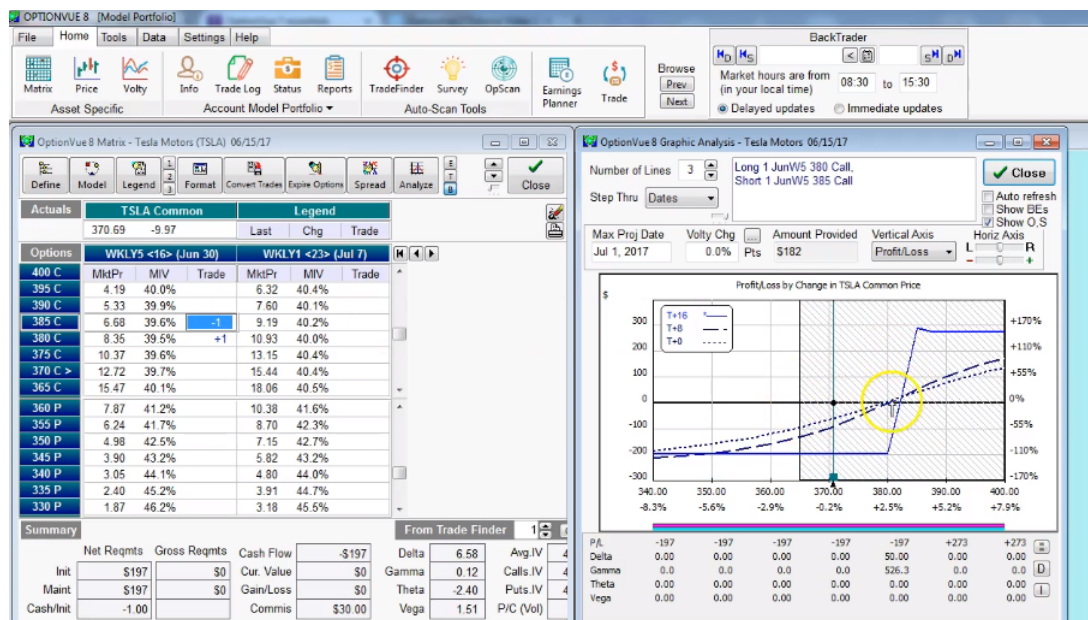 OPTIONVUE 8 [Model Portfolio]
File Home Tools Data Settings Help
Matrix Price Volty Info Trade Log Status Reports TradeFinder Survey OpScan Earnings Planner Trade
Asset Specific Account Model Portfolio Auto-Scan Tools
Browse
Prev
Next
BackTrader
H D H S < S H D H
Market hours are from 08:30 to 15:30
(in your local time)
Delayed updates Immediate updates
OptionVue 8 Matrix - Tesla Motors (TSLA) 06/15/17
Define Model Legend 1 2 3 Format Convert Trades Expire Options Spread Analyze E T B Close
Actuals TSLA Common Legend
370.69 -9.97 Last Chg Trade
Options WKLY5 <16> (Jun 30) WKLY1 <23> (Jul 7)
400 C MktPr MIV Trade MktPr MIV Trade
395 C 4.19 40.0% 6.32 40.4%
390 C 5.33 39.9% 7.60 40.1%
385 C 6.68 39.6% -1 9.19 40.2%
380 C 8.35 39.5% +1 10.93 40.0%
375 C 10.37 39.6% 13.15 40.4%
370 C > 12.72 39.7% 15.44 40.4%
365 C 15.47 40.1% 18.06 40.5%
360 P 7.87 41.2% 10.38 41.6%
355 P 6.24 41.7% 8.70 42.3%
350 P 4.98 42.5% 7.15 42.7%
345 P 3.90 43.2% 5.82 43.2%
340 P 3.05 44.1% 4.80 44.0%
335 P 2.40 45.2% 3.91 44.7%
330 P 1.87 46.2% 3.18 45.5%
Summary From Trade Finder 1
Net Reqmts Gross Reqmts Cash Flow -$197 Delta 6.58 Avg.IV 4
Init $197 $0 Cur. Value $0 Gamma 0.12 Calls.IV 4
Maint $197 $0 Gain/Loss $0 Theta -2.40 Puts.IV 4
Cash/Init -1.00 Commis $30.00 Vega 1.51 P/C (Vol)
OptionVue 8 Graphic Analysis - Tesla Motors 06/15/17
Number of Lines 3
Step Thru Dates
Long 1 JunW5 380 Call,
Short 1 JunW5 385 Call
Close
Auto refresh
Show BEs
Show O,S
Max Proj Date Volty Chg ... Amount Provided Vertical Axis Horiz Axis
Jul 1, 2017 0.0% Pts $182 Profit/Loss L R
- +
Profit/Loss by Change in TSLA Common Price
$
T+16
T+8
T+0
300 +170%
200 +110%
100 +55%
0 0%
-100 -55%
-200 -110%
-300 -170%
340.00 350.00 360.00 370.00 380.00 390.00 400.00
-8.3% -5.6% -2.9% -0.2% +2.5% +5.2% +7.9%
P/L -197 -197 -197 -197 -197 +273 +273
Delta 0.00 0.00 0.00 0.00 50.00 0.00 0.00
Gamma 0.0 0.0 0.0 0.0 526.3 0.0 0.0 D
Theta 0.00 0.00 0.00 0.00 0.00 0.00 0.00 I
Vega 0.00 0.00 0.00 0.00 0.00 0.00 0.00